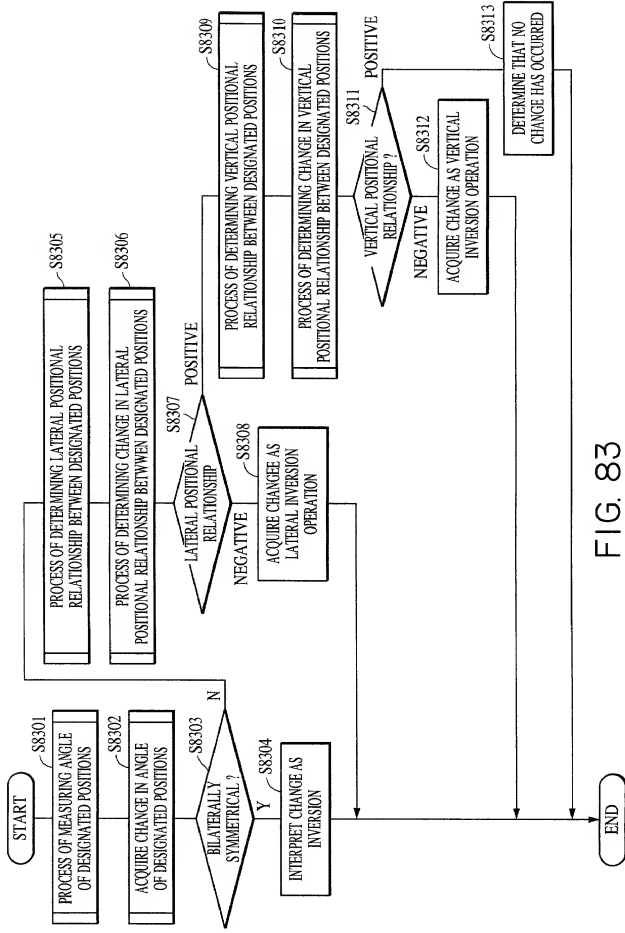 START
S8301
PROCESS OF MEASURING ANGLE
OF DESIGNATED POSITIONS
S8302
ACQUIRE CHANGE IN ANGLE
OF DESIGNATED POSITIONS
S8303
BILATERALLY
SYMMETRICAL ?
N
Y
S8304
INTERPRET CHANGE AS
INVERSION
END
S8305
PROCESS OF DETERMINING LATERAL POSITIONAL
RELATIONSHIP BETWEEN DESIGNATED POSITIONS
S8306
PROCESS OF DETERMINING CHANGE IN LATERAL
POSITIONAL RELATIONSHIP BETWVEN DESIGNATED POSITIONS
S8307
LATERAL POSITIONAL
RELATIONSHIP
POSITIVE
NEGATIVE
S8308
ACQUIRE CHANGEE AS
LATERAL INVERSION
OPERATION
S8309
PROCESS OF DETERMINING VERTICAL POSITIONAL
RELATIONSHIP BETWEEN DESIGNATED POSITIONS
S8310
PROCESS OF DETERMINING CHANGE IN VERTICAL
POSITIONAL RELATIONSHIP BETWEEN DESIGNATED POSITIONS
S8311
VERTICAL POSITIONAL
RELATIONSHIP ?
POSITIVE
NEGATIVE
S8312
ACQUIRE CHANGE AS VERTICAL
INVERSION OPERATION
S8313
DETERMINE THAT NO
CHANGE HAS OCCURRED
FIG. 83